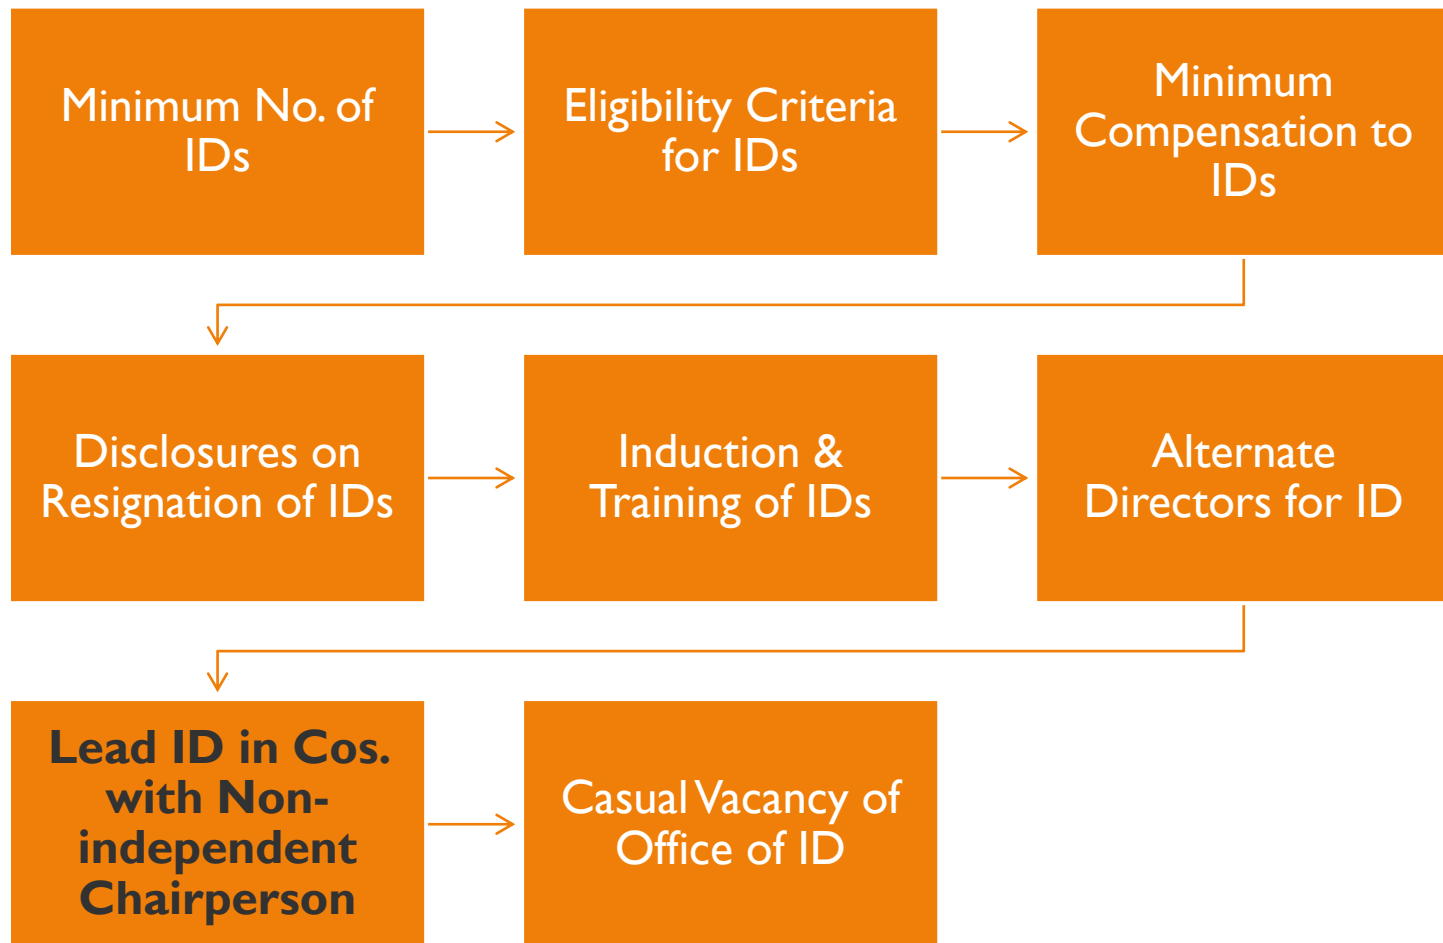 Minimum No. of
IDs
Eligibility Criteria
for IDs
Minimum
Compensation to
IDs
Disclosures on
Resignation of IDs
Induction &
Training of IDs
Alternate
Directors for ID
Lead ID in Cos.
with Non-
independent
Chairperson
Casual Vacancy of
Office of ID